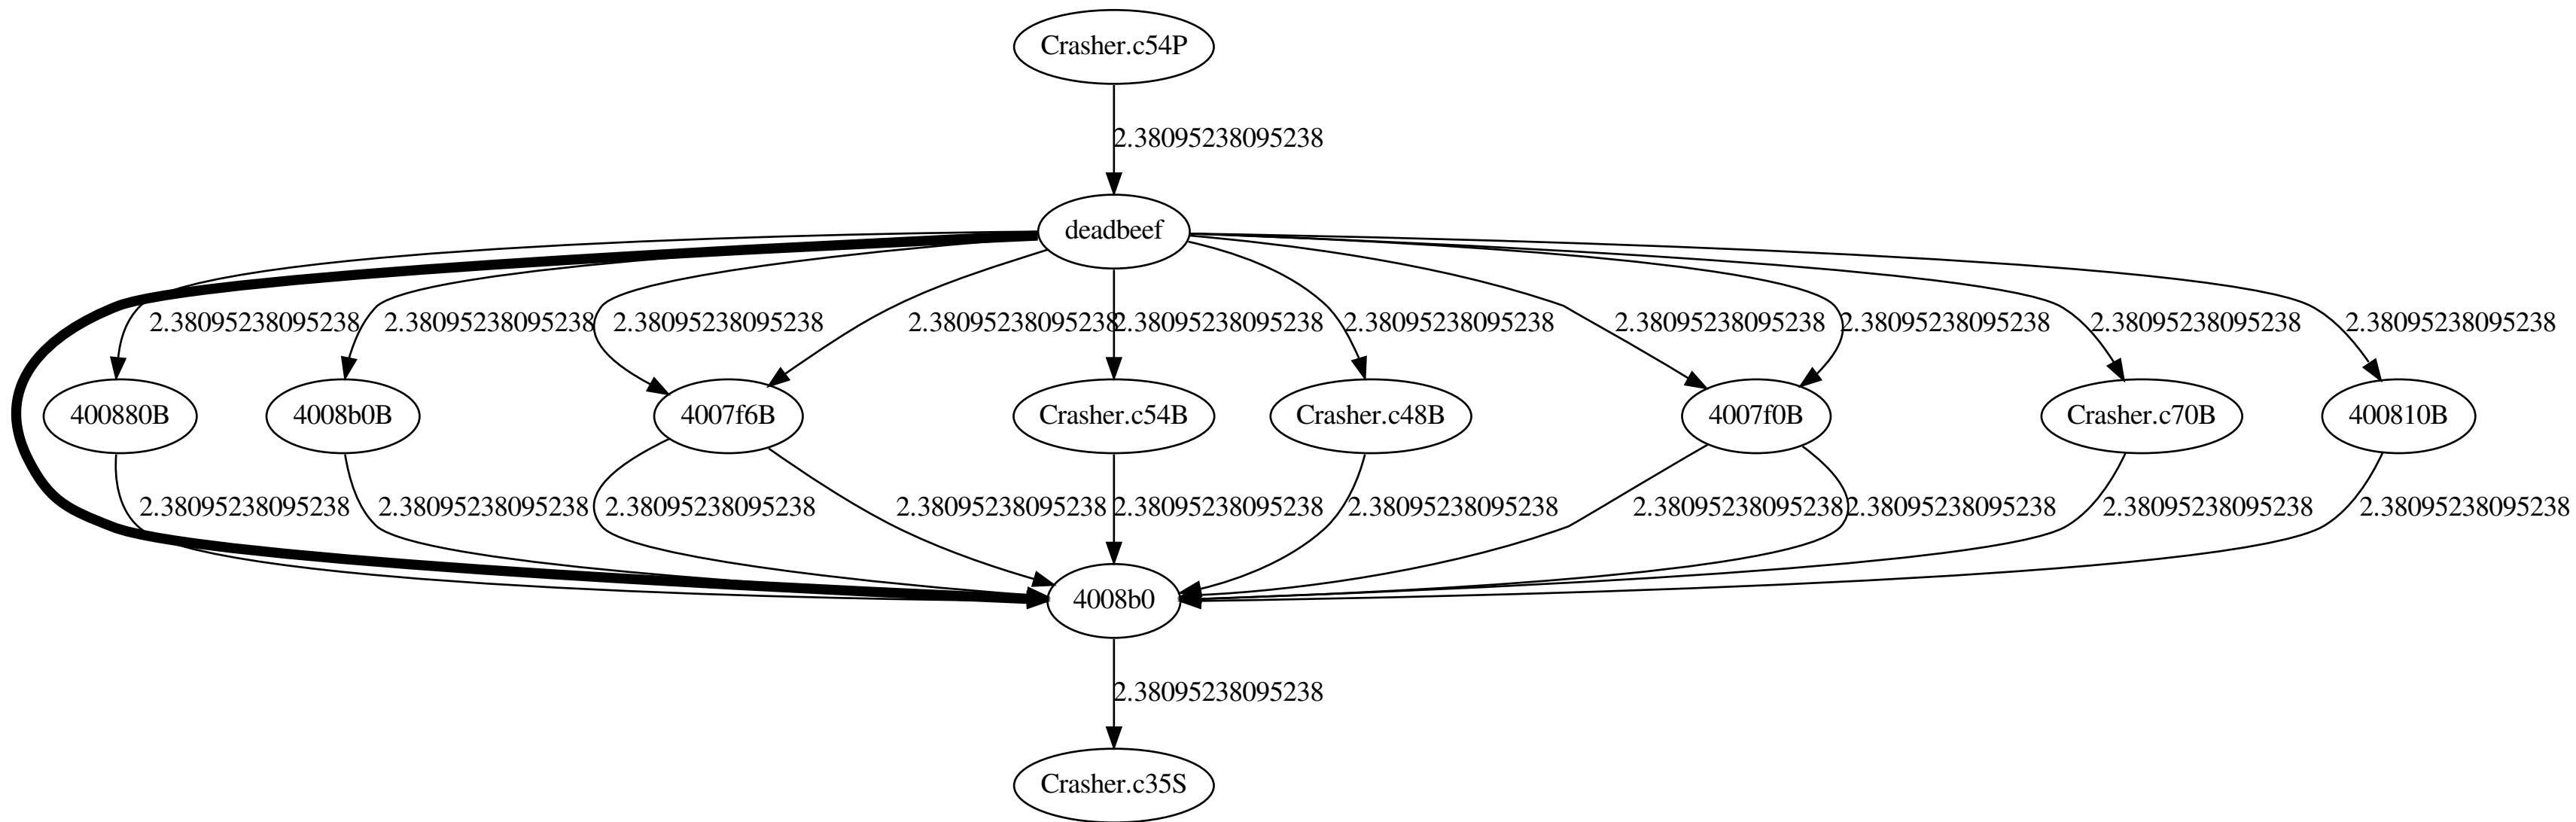 Crasher.c54P
2.38095238095238
deadbeef
2.38095238095238 2.38095238095238 2.38095238095238 2.38095238095238 2.38095238095238 2.38095238095238 2.38095238095238 2.38095238095238 2.38095238095238 2.38095238095238
400880B 4008b0B 4007f6B Crasher.c54B Crasher.c48B 4007f0B Crasher.c70B 400810B
2.38095238095238 2.38095238095238 2.38095238095238 2.38095238095238 2.38095238095238 2.38095238095238 2.38095238095238 2.38095238095238 2.38095238095238 2.38095238095238
4008b0
2.38095238095238
Crasher.c35S